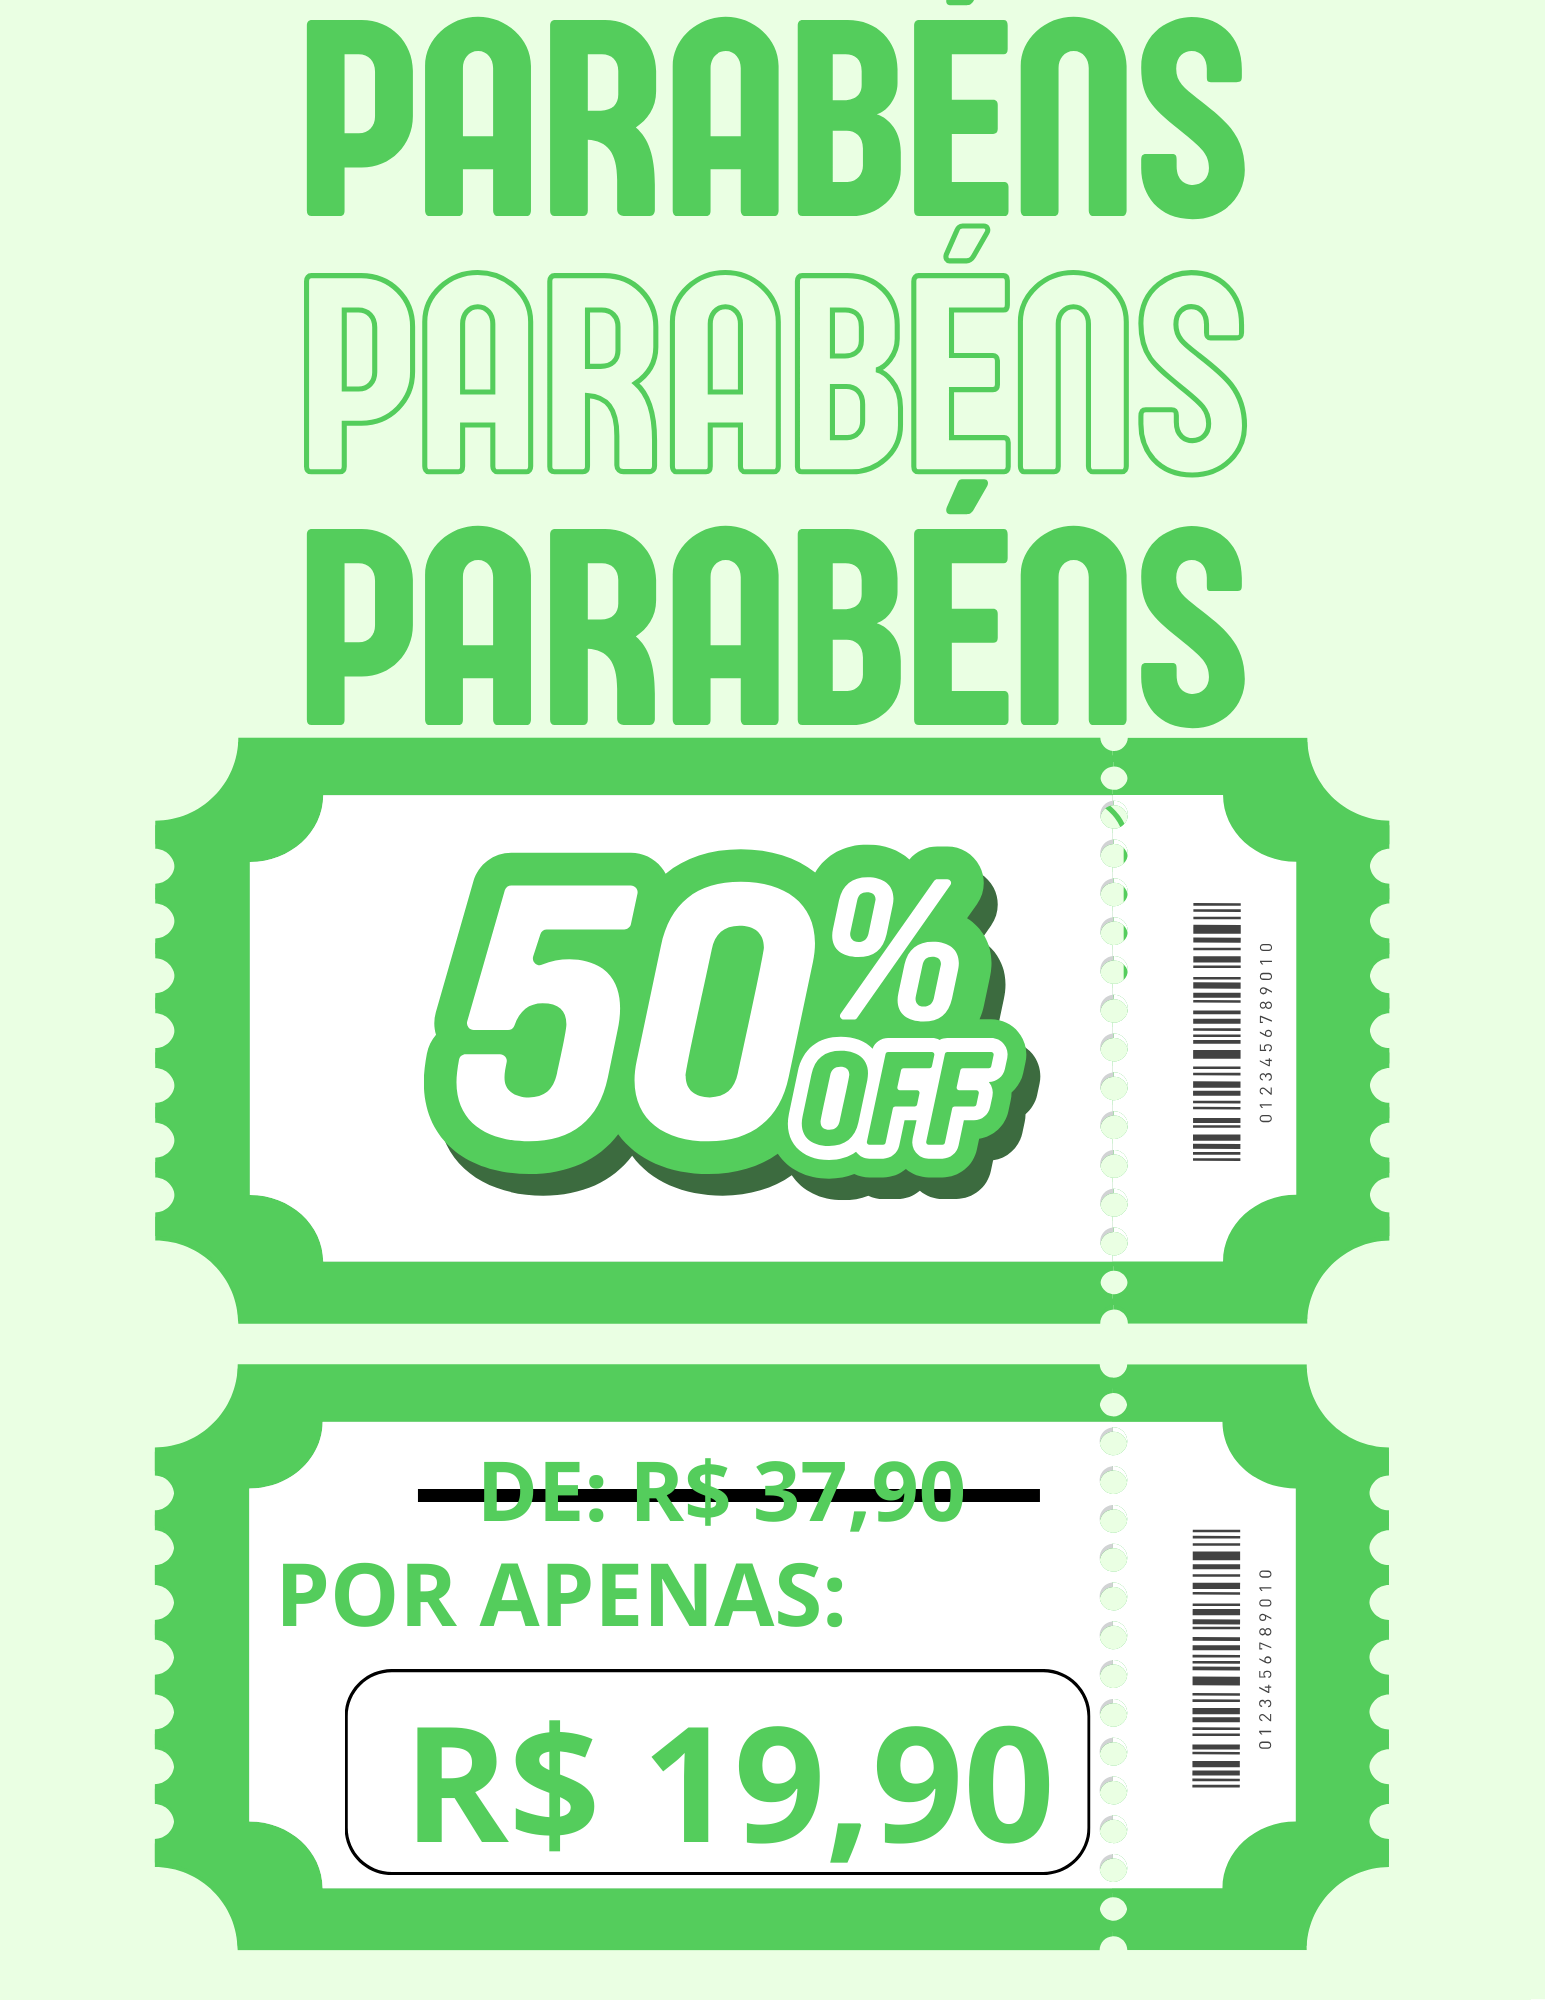 PARABÉNS
PARABÉNS
PARABÉNS
50%
OFF
0123456789010
DE: R$ 37,90
POR APENAS:
R$ 19,90
0123456789010